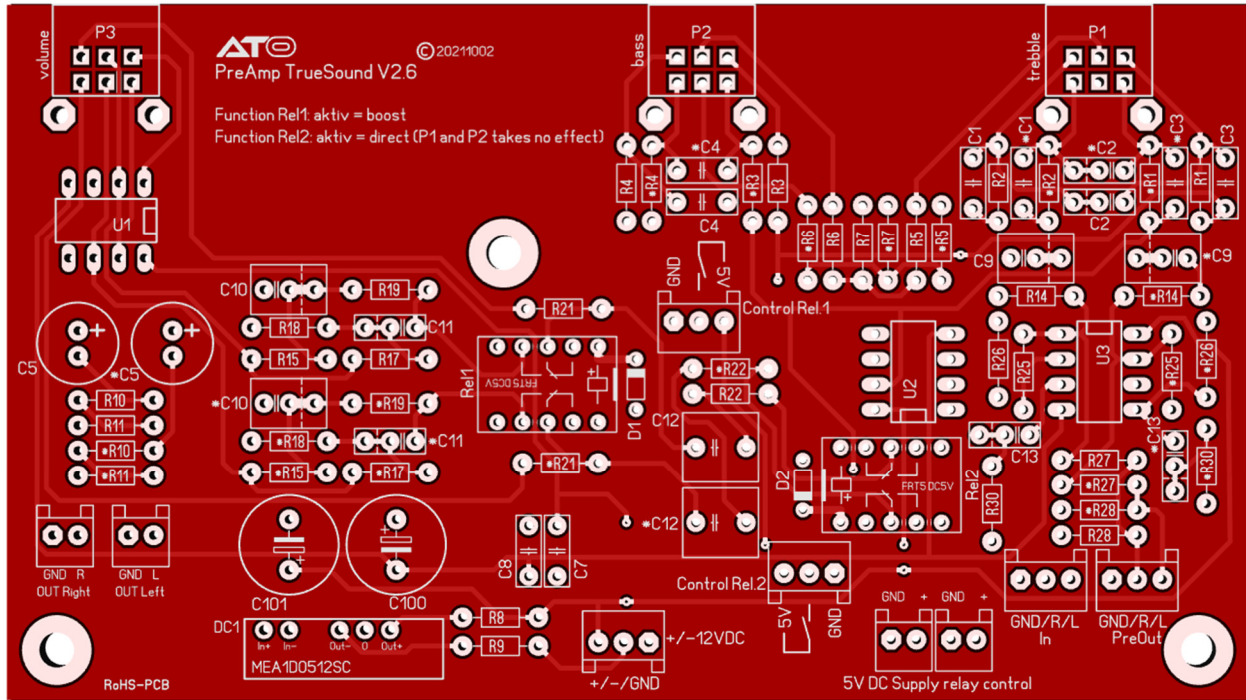 volume
P3
ATO
©20211002
PreAmp TrueSound V2.6
Function Rel1: aktiv = boost
Function Rel2: aktiv = direct (P1 and P2 takes no effect)
bass
P2
trebble
P1
U1
R4
*R4
*C4
C4
*R3
R3
C1
R2
*C1
*R2
*C2
C2
*R1
*C3
R1
C3
*R6
R6
R7
*R7
R5
*R5
C9
*C9
R14
*R14
GND
5V
Control Rel.1
C10
R19
R18
C11
R15
R17
R21
C5
*C5
Rel1
FRT5 DC5V
D1
*R22
R22
U2
R26
R25
U3
*R25
*R26
R10
R11
*R10
*R11
*C10
*R19
*R18
*C11
*R15
*R17
*R21
C12
*C12
D2
FRT5 DC5V
Rel2
C13
R30
*C13
*R30
R27
*R27
*R28
R28
GND R
OUT Right
GND L
OUT Left
C101
C100
C8
C7
Control Rel.2
5V
GND
GND +
GND +
GND/R/L
In
GND/R/L
PreOut
DC1
In+
In-
Out-
0
Out+
MEA1D0512SC
R8
R9
+/-12VDC
+/-/GND
5V DC Supply relay control
RoHS-PCB